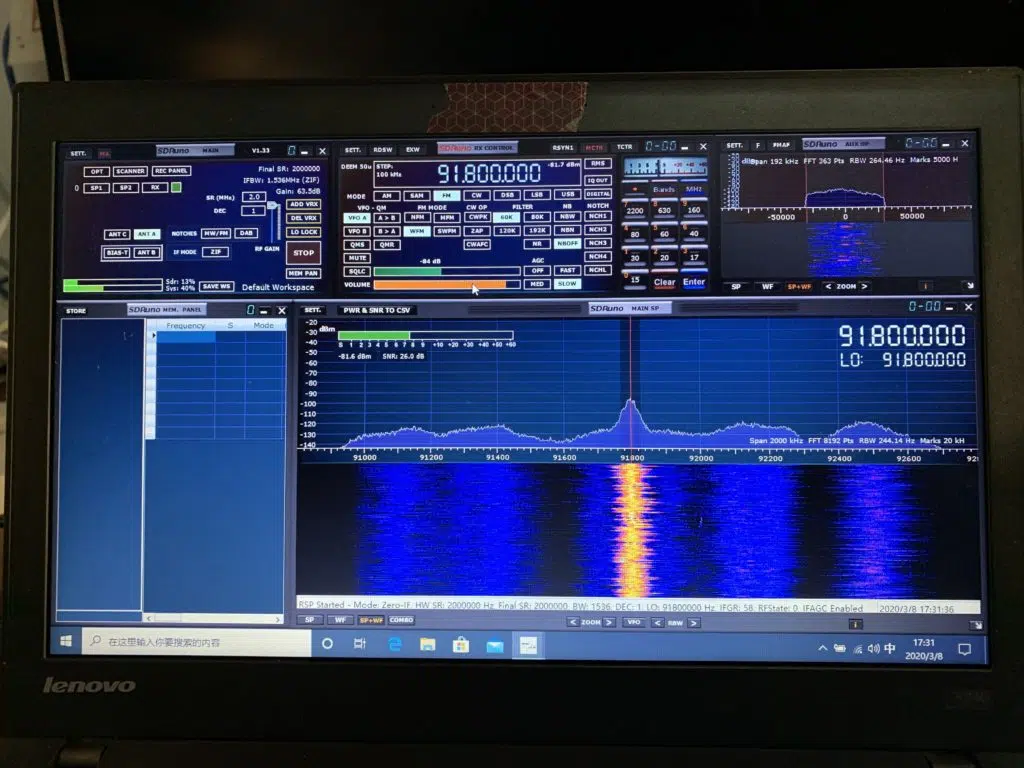 SETT. MA SDRuno MAIN V1.33
OPT SCANNER REC PANEL
0 SP1 SP2 RX
Final SR: 2000000
IFBW: 1.536MHz (ZIF)
Gain: 63.5dB
SR (MHz) 2.0
DEC 1
ADD VRX
DEL VRX
LO LOCK
ANT C ANT A NOTCHES MW/FM DAB
BIAS-T ANT B IF MODE ZIF RF GAIN
STOP
MEM PAN
Sdr: 13%
Sys: 40%
SAVE WS Default Workspace
SETT. RDSW EXW SDRuno RX CONTROL RSYN1 MCTR TCTR 0-00
DEEM 50u STEP:
100 kHz
91.800.000
-81.7 dBm
RMS
IQ OUT
MODE AM SAM FM CW DSB LSB USB DIGITAL
VFO - QM FM MODE CW OP FILTER NB NOTCH
VFO A A > B NFM MFM CWPK 60K 80K NBW NCH1
VFO B B > A WFM SWFM ZAP 120K 192K NBN NCH2
QMS QMR CWAFC NR NBOFF NCH3
MUTE -84 dB AGC NCH4
SQLC OFF FAST NCHL
VOLUME MED SLOW
Bands MHz
2200 630 160
80 60 40
30 20 17
15 Clear Enter
SETT. F PMAP SDRuno AUX SP 0-00
Span 192 kHz FFT 363 Pts RBW 264.46 Hz Marks 5000 H
-50000 0 50000
SP WF SP+WF < ZOOM > i
STORE SDRuno MEM. PANEL 0
Frequency S Mode
SETT. PWR & SNR TO CSV SDRuno MAIN SP 0-00
dBm
S 1 2 3 4 5 6 7 8 9 +10 +20 +30 +40 +50 +60
-81.6 dBm SNR: 26.0 dB
91.800.000
LO: 91.800.000
-20
-30
-40
-50
-60
-70
-80
-90
-100
-110
-120
-130
-140
Span 2000 kHz FFT 8192 Pts RBW 244.14 Hz Marks 20 kH
91000 91200 91400 91600 91800 92000 92200 92400 92600 92
RSP Started - Mode: Zero-IF, HW SR: 2000000 Hz, Final SR: 2000000, BW: 1536, DEC: 1, LO: 91800000 Hz, IFGR: 58, RFState: 0, IFAGC Enabled 2020/3/8 17:31:36
SP WF SP+WF COMBO < ZOOM > VFO < RBW > i
在这里输入你要搜索的内容
中
17:31
2020/3/8
lenovo